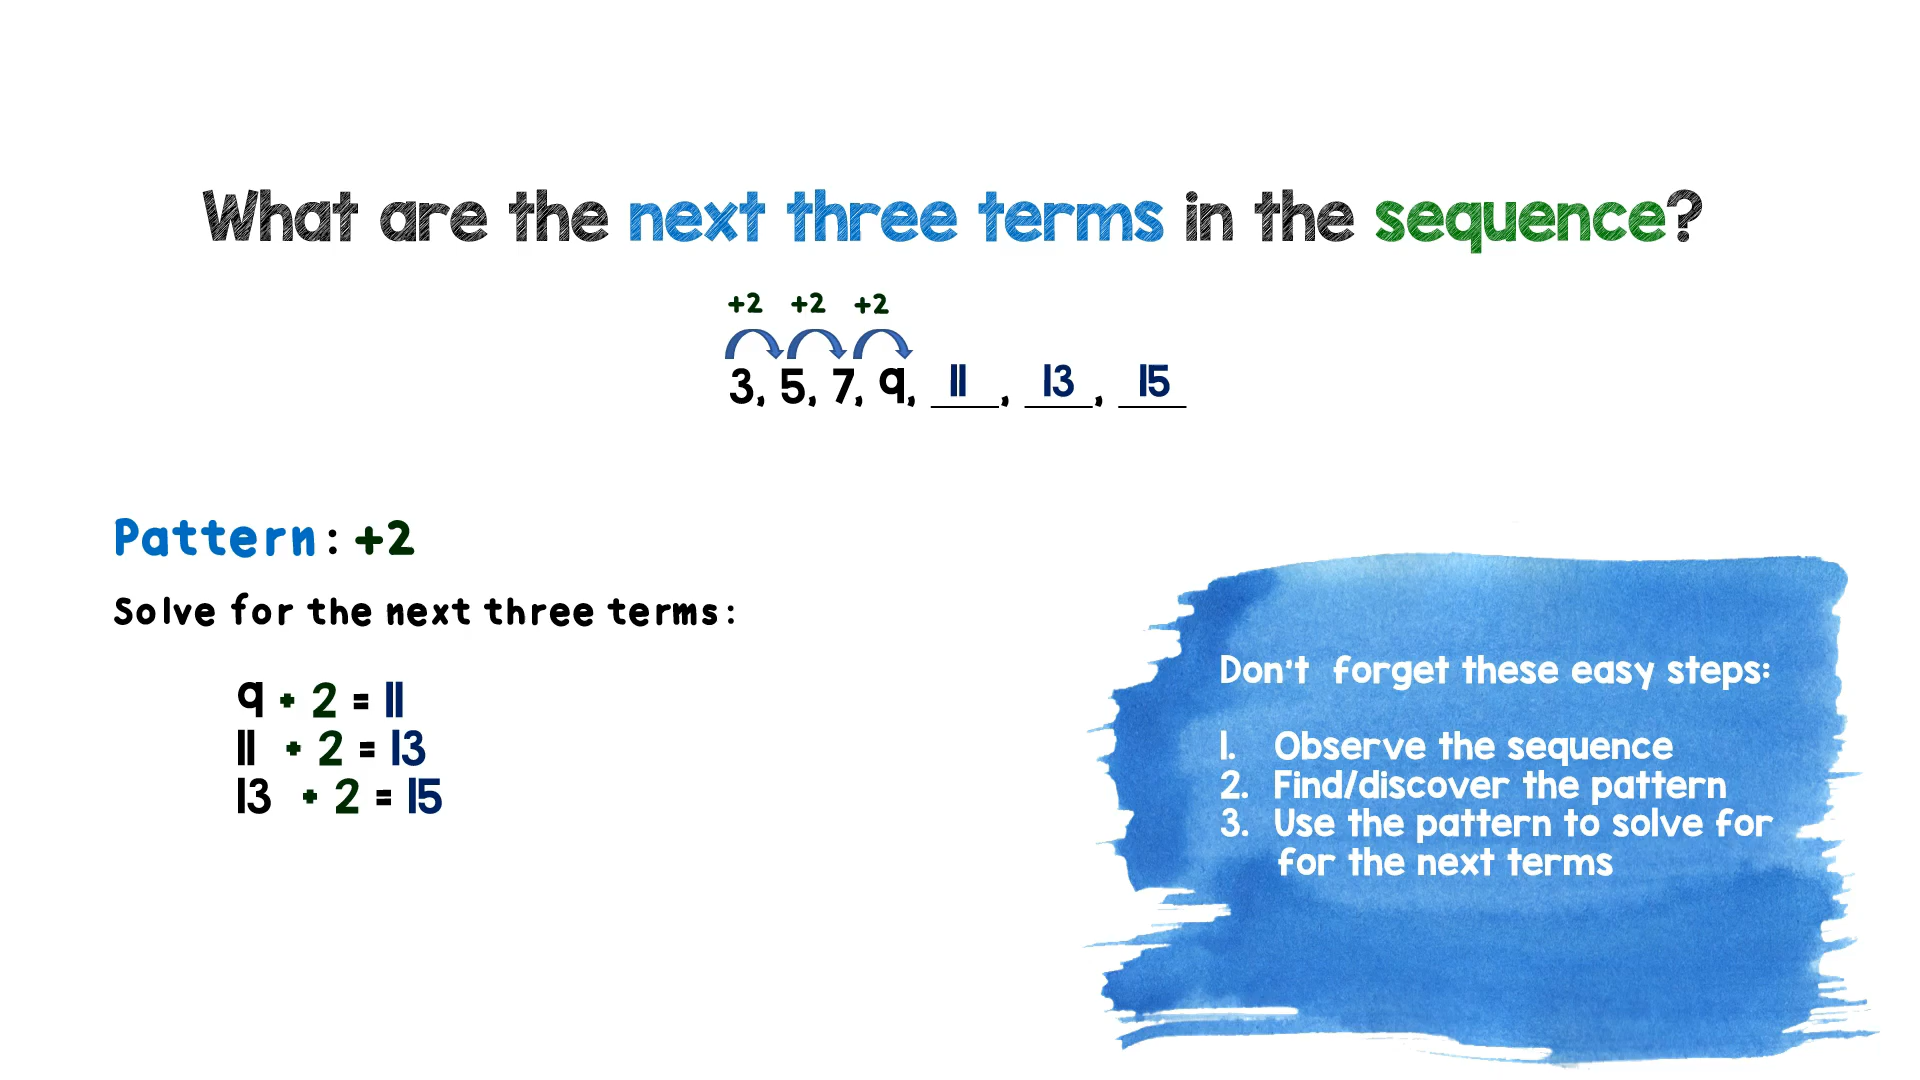 What are the next three terms in the sequence?
+2 +2 +2
3, 5, 7, 9, 11, 13, 15
Pattern: +2
Solve for the next three terms:
9 + 2 = 11
11 + 2 = 13
13 + 2 = 15
Don't forget these easy steps:
1. Observe the sequence
2. Find/discover the pattern
3. Use the pattern to solve for
for the next terms